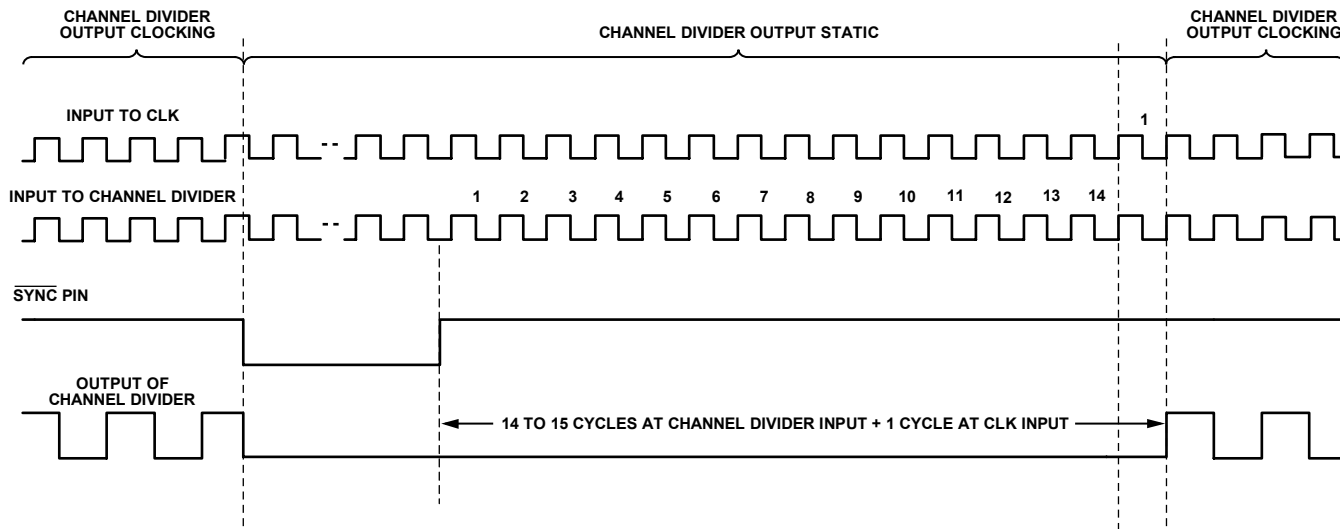 CHANNEL DIVIDER
OUTPUT CLOCKING
CHANNEL DIVIDER OUTPUT STATIC
CHANNEL DIVIDER
OUTPUT CLOCKING
INPUT TO CLK
1
INPUT TO CHANNEL DIVIDER
1 2 3 4 5 6 7 8 9 10 11 12 13 14
SYNC PIN
OUTPUT OF
CHANNEL DIVIDER
14 TO 15 CYCLES AT CHANNEL DIVIDER INPUT + 1 CYCLE AT CLK INPUT